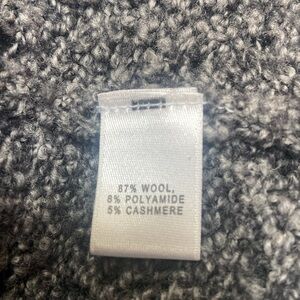 87% WOOL,
8% POLYAMIDE
5% CASHMERE